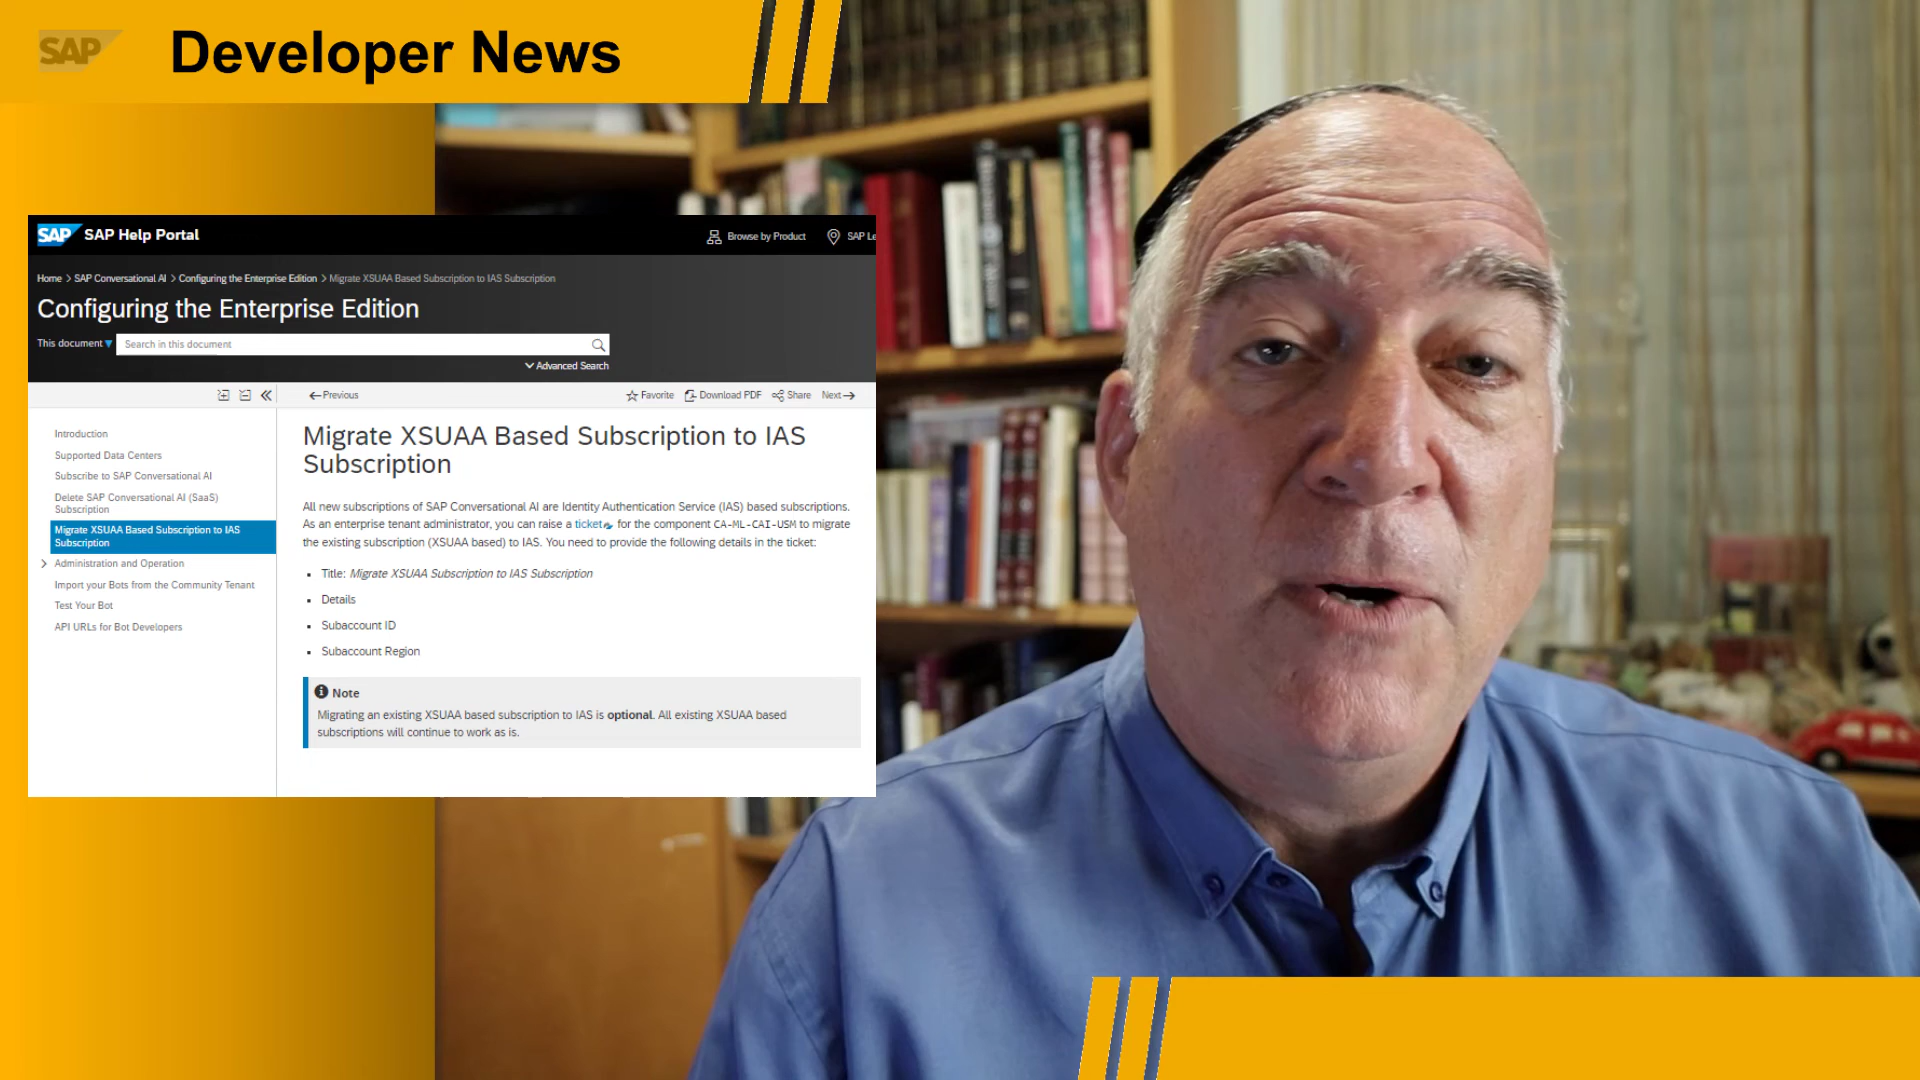 SAP Developer News
SAP SAP Help Portal
Browse by Product
SAP Le
Home > SAP Conversational AI > Configuring the Enterprise Edition > Migrate XSUAA Based Subscription to IAS Subscription
Configuring the Enterprise Edition
This document
Search in this document
Advanced Search
Previous
Favorite
Download PDF
Share
Next
Introduction
Supported Data Centers
Subscribe to SAP Conversational AI
Delete SAP Conversational AI (SaaS)
Subscription
Migrate XSUAA Based Subscription to IAS
Subscription
Administration and Operation
Import your Bots from the Community Tenant
Test Your Bot
API URLs for Bot Developers
Migrate XSUAA Based Subscription to IAS
Subscription
All new subscriptions of SAP Conversational AI are Identity Authentication Service (IAS) based subscriptions.
As an enterprise tenant administrator, you can raise a ticket for the component CA-ML-CAI-USM to migrate
the existing subscription (XSUAA based) to IAS. You need to provide the following details in the ticket:
• Title: Migrate XSUAA Subscription to IAS Subscription
• Details
• Subaccount ID
• Subaccount Region
Note
Migrating an existing XSUAA based subscription to IAS is optional. All existing XSUAA based
subscriptions will continue to work as is.